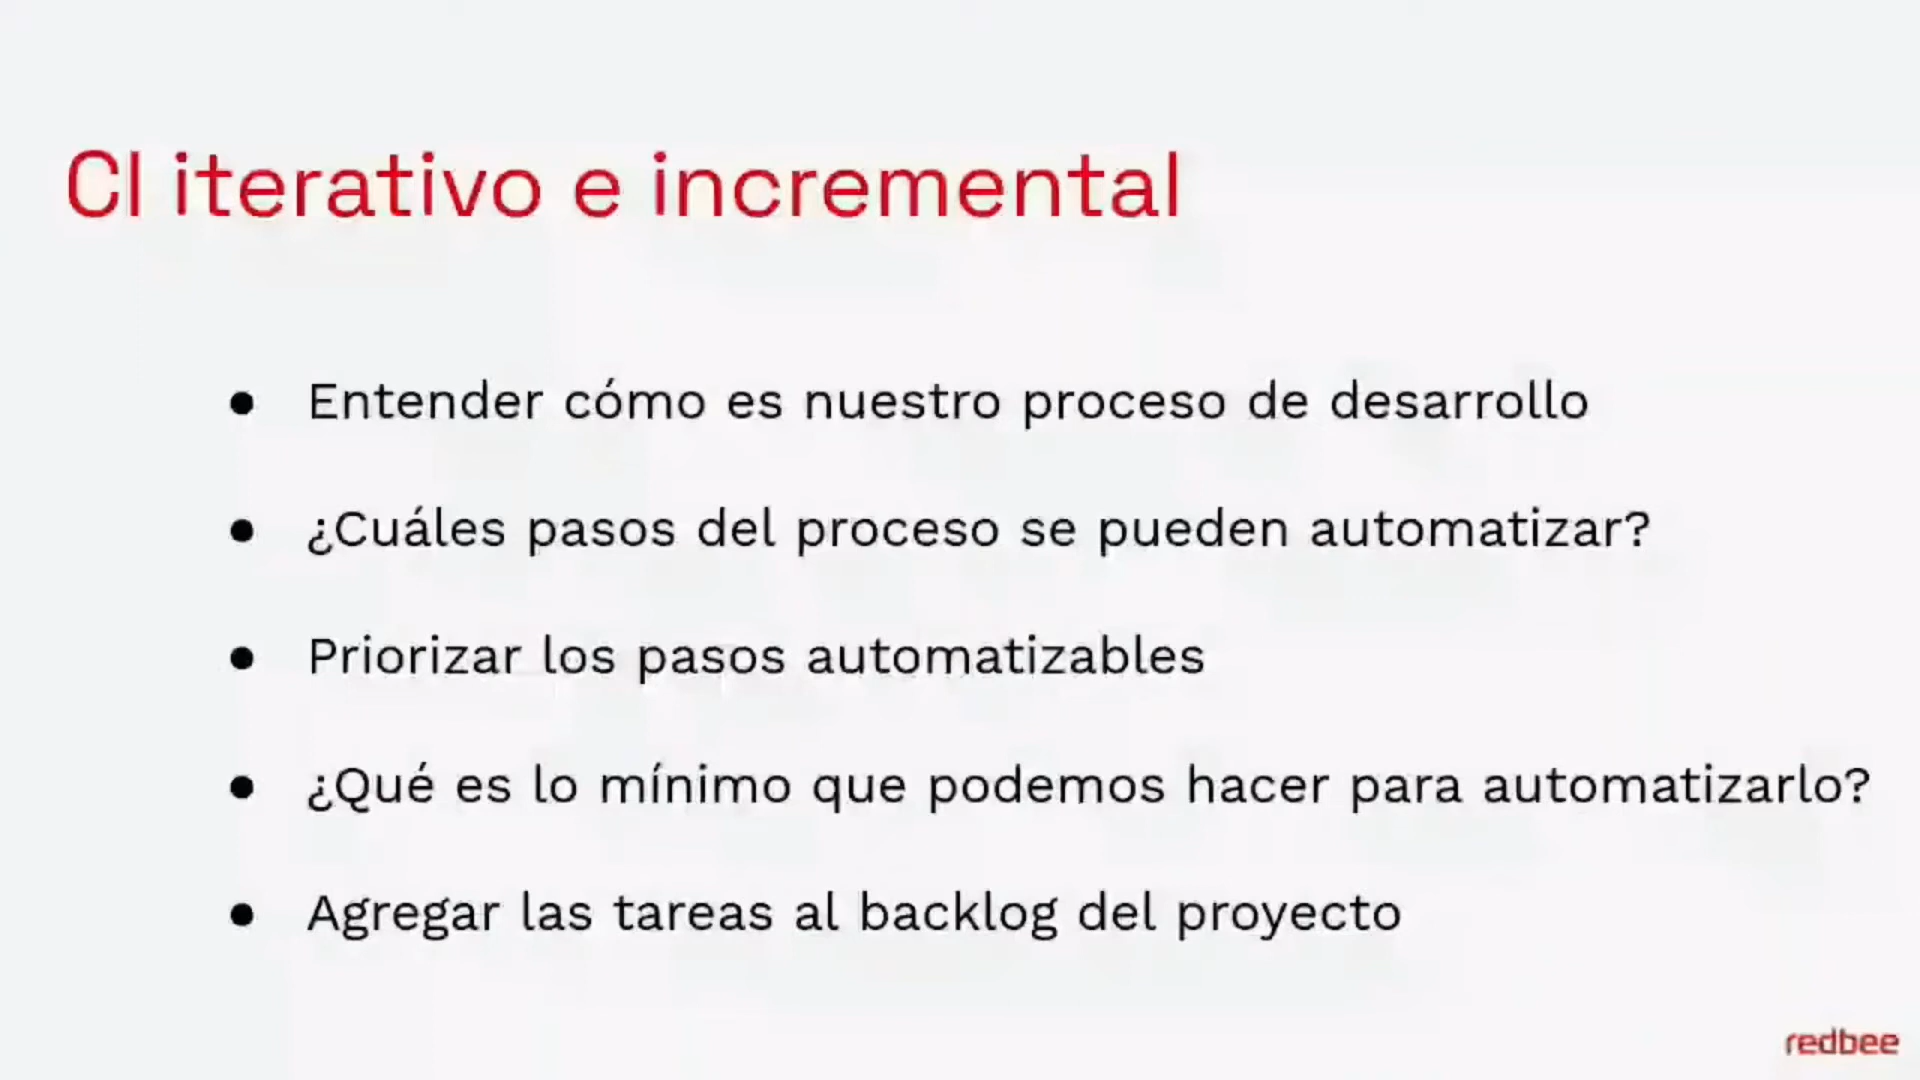 CI iterativo e incremental
● Entender cómo es nuestro proceso de desarrollo
● ¿Cuáles pasos del proceso se pueden automatizar?
● Priorizar los pasos automatizables
● ¿Qué es lo mínimo que podemos hacer para automatizarlo?
● Agregar las tareas al backlog del proyecto
redbee